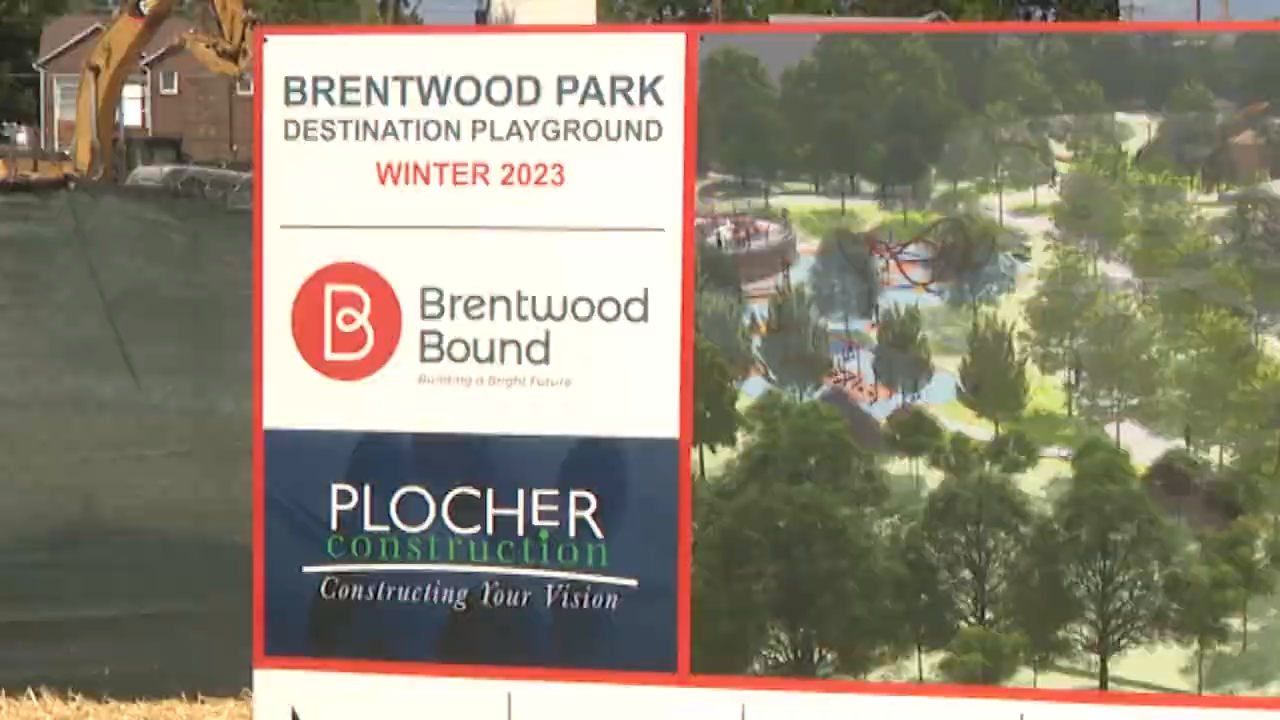 BRENTWOOD PARK
DESTINATION PLAYGROUND
WINTER 2023
B
Brentwood
Bound
Building a Bright Future
PLOCHER
construction
Constructing Your Vision